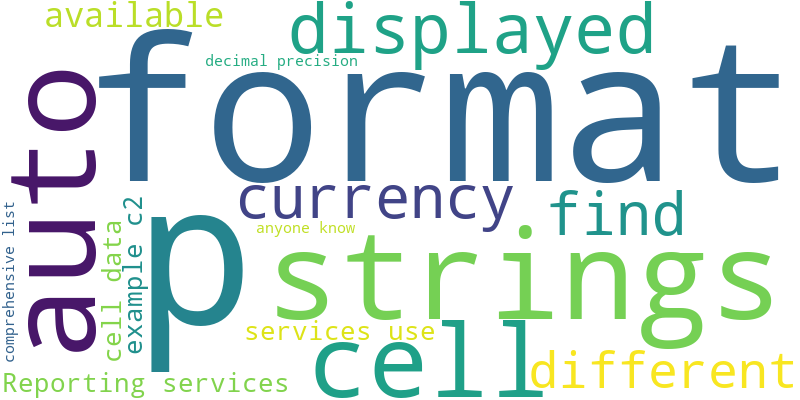 available
displayed
decimal precision
format
auto
currency
find
example c2
comprehensive list
p
anyone know
cell data
strings
services use
cell
different
Reporting services